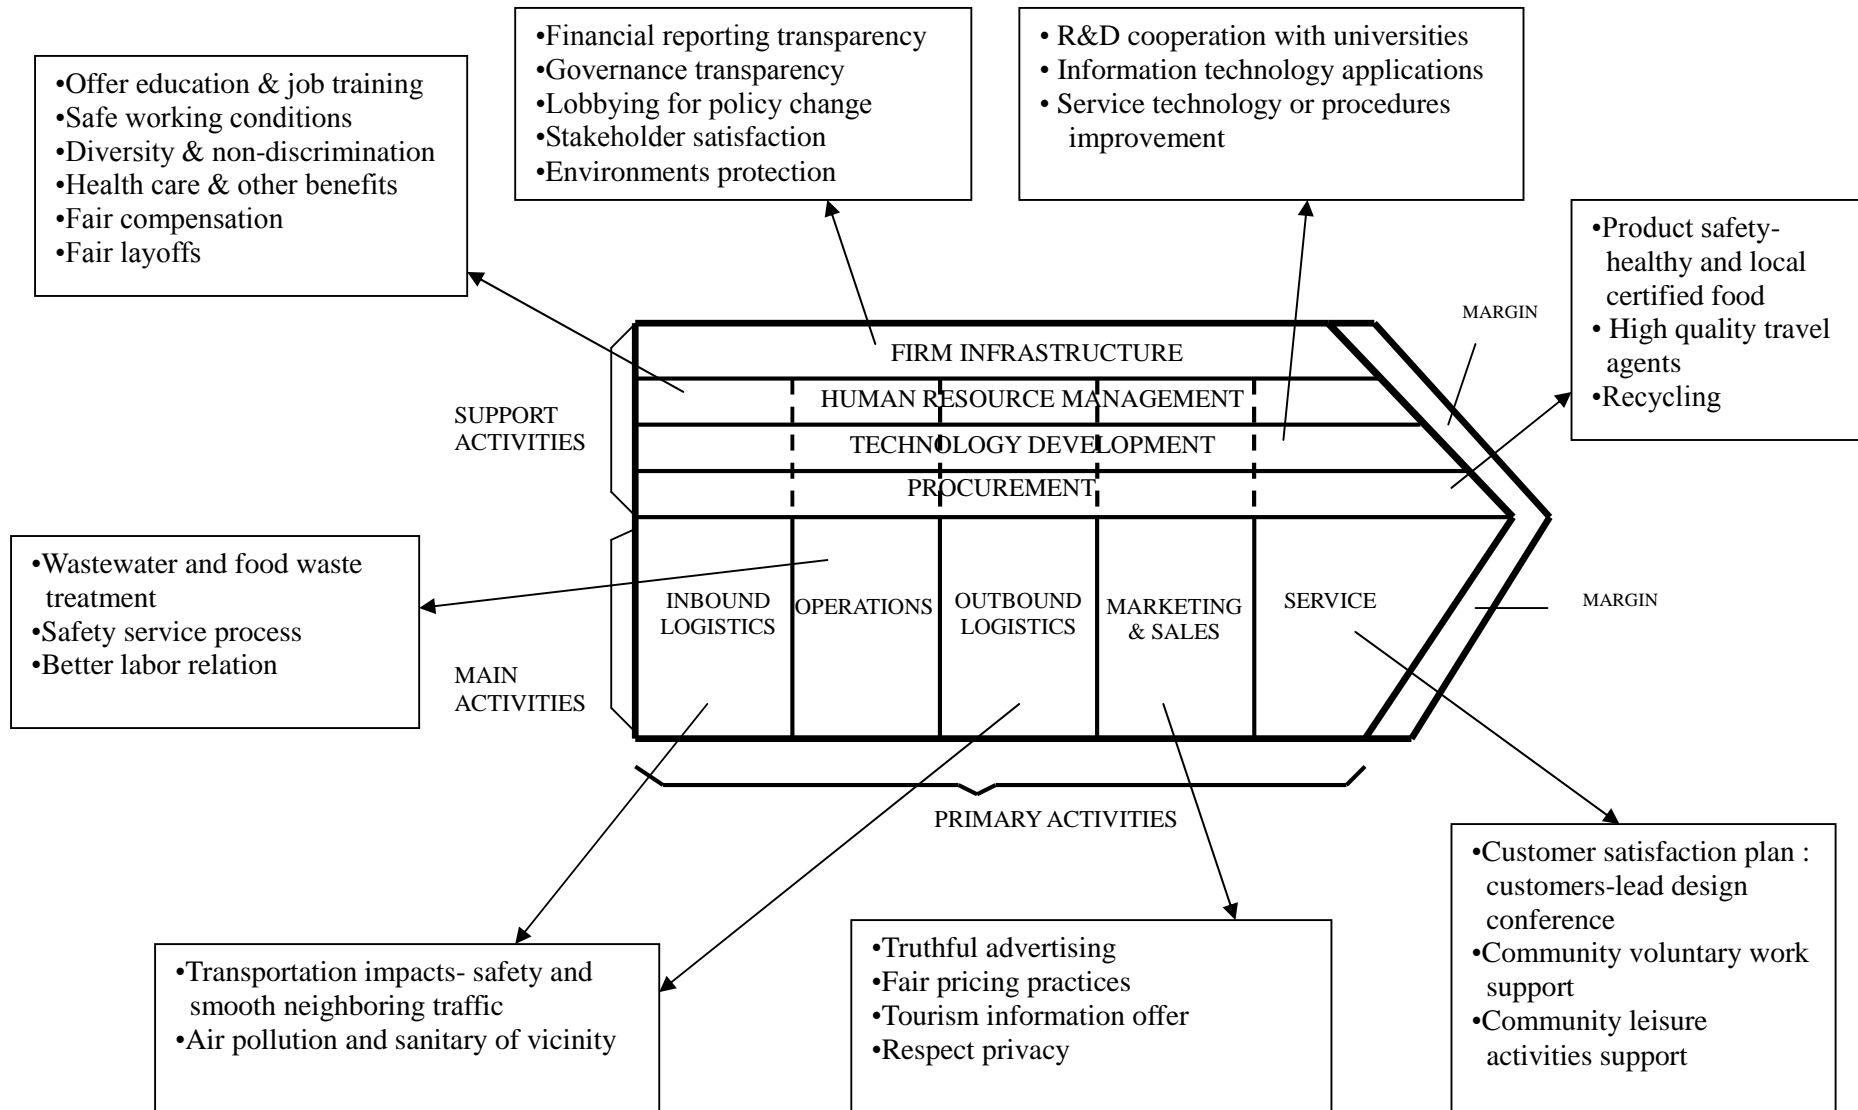 •Financial reporting transparency
•Governance transparency
•Lobbying for policy change
•Stakeholder satisfaction
•Environments protection
• R&D cooperation with universities
• Information technology applications
• Service technology or procedures
improvement
•Offer education & job training
•Safe working conditions
•Diversity & non-discrimination
•Health care & other benefits
•Fair compensation
•Fair layoffs
•Product safety-
healthy and local
certified food
• High quality travel
agents
•Recycling
MARGIN
FIRM INFRASTRUCTURE
HUMAN RESOURCE MANAGEMENT
TECHNOLOGY DEVELOPMENT
PROCUREMENT
SUPPORT
ACTIVITIES
•Wastewater and food waste
treatment
•Safety service process
•Better labor relation
INBOUND
LOGISTICS
OPERATIONS
OUTBOUND
LOGISTICS
MARKETING
& SALES
SERVICE
MARGIN
MAIN
ACTIVITIES
PRIMARY ACTIVITIES
•Transportation impacts- safety and
smooth neighboring traffic
•Air pollution and sanitary of vicinity
•Truthful advertising
•Fair pricing practices
•Tourism information offer
•Respect privacy
•Customer satisfaction plan :
customers-lead design
conference
•Community voluntary work
support
•Community leisure
activities support